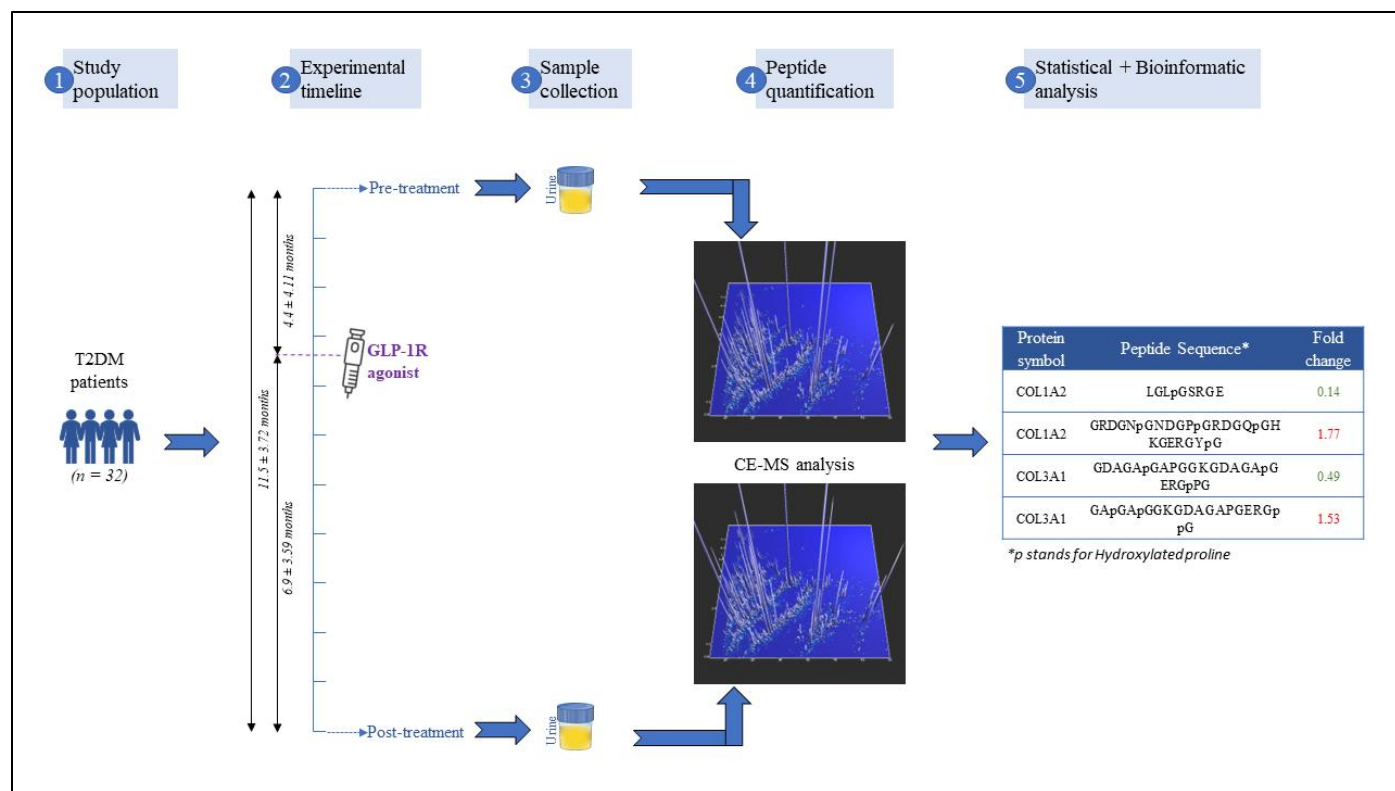 1
Study
population
2
Experimental
timeline
3
Sample
collection
4
Peptide
quantification
5
Statistical + Bioinformatic
analysis
T2DM
patients
(n = 32)
11.5 ± 3.72 months
4.4 ± 4.11 months
6.9 ± 3.59 months
Pre-treatment
GLP-1R
agonist
Post-treatment
Urine
Urine
CE-MS analysis
Protein
symbol
Peptide Sequence*
Fold
change
COL1A2
LGLpGSRGE
0.14
COL1A2
GRDGNpGNDGPpGRDGQpGH
KGERGYpG
1.77
COL3A1
GDAGApGAPGGKGDAGApG
ERGpPG
0.49
COL3A1
GApGApGGKGDAGAPGERGp
pG
1.53
*p stands for Hydroxylated proline